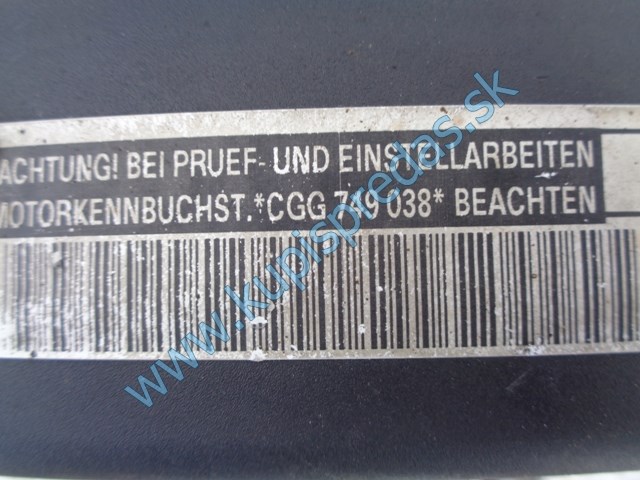 ACHTUNG! BEI PRUEF- UND EINSTELLARBEITEN
MOTORKENNBUCHST.*CGG 749 038* BEACHTEN
www.kupispredas.sk